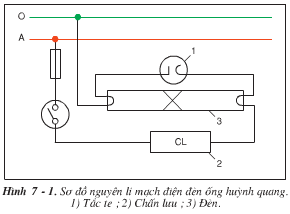 O
A
1
3
CL
2
Hình 7 - 1. Sơ đồ nguyên lí mạch điện đèn ống huỳnh quang.
1) Tắc te ; 2) Chấn lưu ; 3) Đèn.